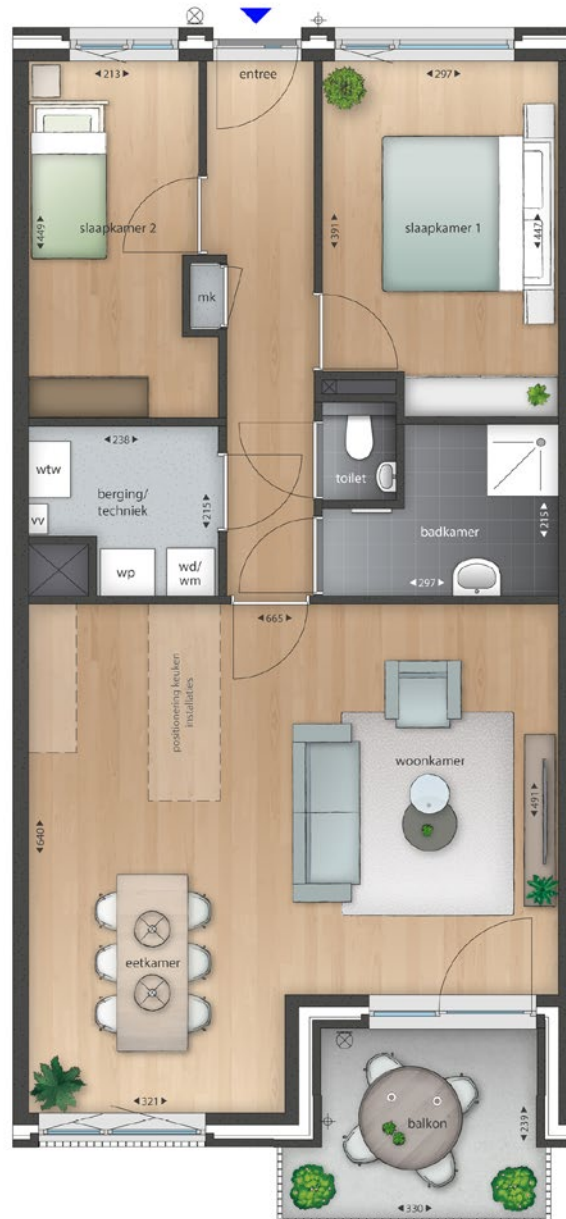 213
entree
297
449
slaapkamer 2
391
slaapkamer 1
447
mk
238
wtw
berging/
techniek
215
vv
wp
wd/
wm
toilet
badkamer
215
297
665
positionering keuken
installaties
woonkamer
491
640
eetkamer
321
balkon
239
330